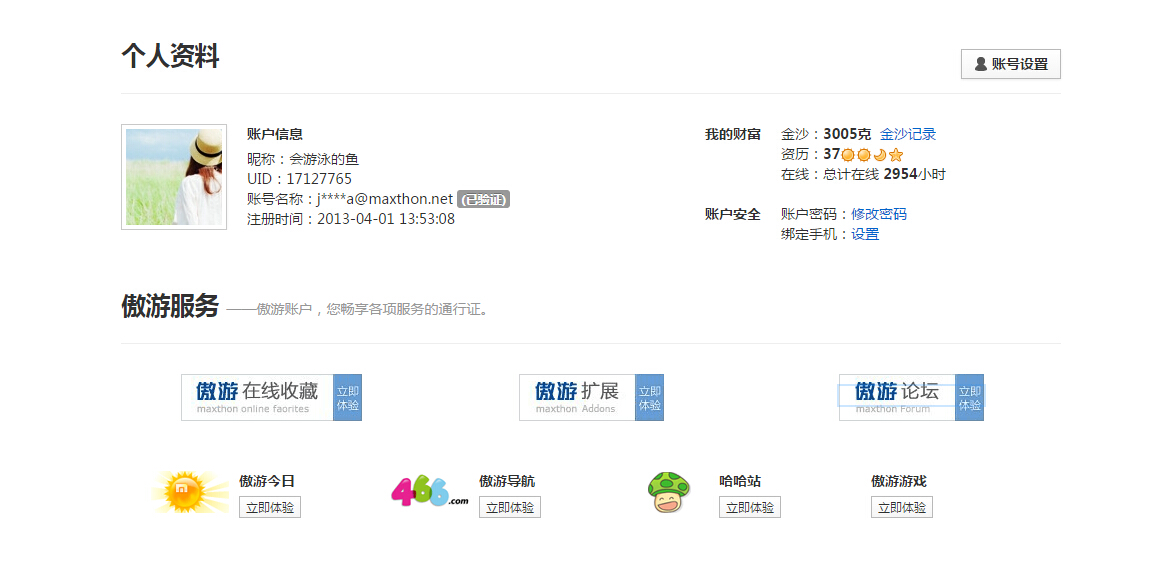 个人资料
账号设置
账户信息
昵称：会游泳的鱼
UID：17127765
账号名称：j****a@maxthon.net (已验证)
注册时间：2013-04-01 13:53:08
我的财富 金沙：3005克 金沙记录
资历：37
在线：总计在线 2954小时
账户安全 账户密码：修改密码
绑定手机：设置
傲游服务 ——傲游账户，您畅享各项服务的通行证。
傲游在线收藏
maxthon online faorites
立即
体验
傲游扩展
maxthon Addons
立即
体验
傲游论坛
maxthon Forum
立即
体验
傲游今日
立即体验
466.com
傲游导航
立即体验
哈哈站
立即体验
傲游游戏
立即体验